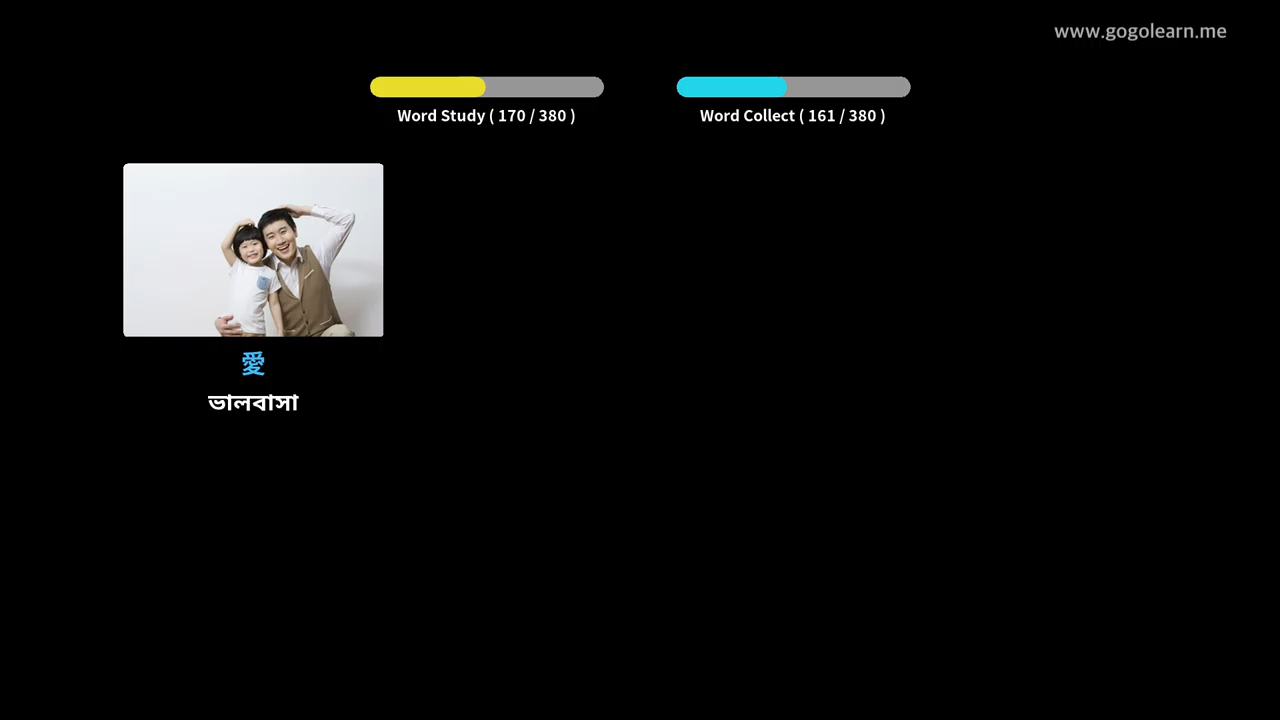 www.gogolearn.me
Word Study ( 170 / 380 )
Word Collect ( 161 / 380 )
愛
ভালবাসা